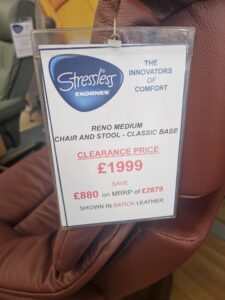 Stressless
EKORNES
THE
INNOVATORS
OF
COMFORT
RENO MEDIUM
CHAIR AND STOOL - CLASSIC BASE
CLEARANCE PRICE
£1999
SAVE
£880 on MRRP of £2879
SHOWN IN BATICK LEATHER